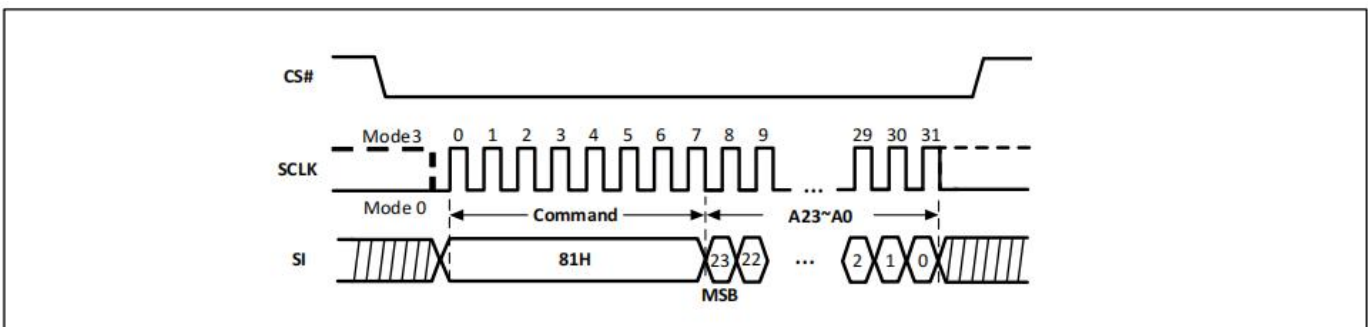 CS#
Mode3 0 1 2 3 4 5 6 7 8 9 29 30 31
SCLK ...
Mode 0 Command A23~A0
SI 81H 23 22 ... 2 1 0
MSB